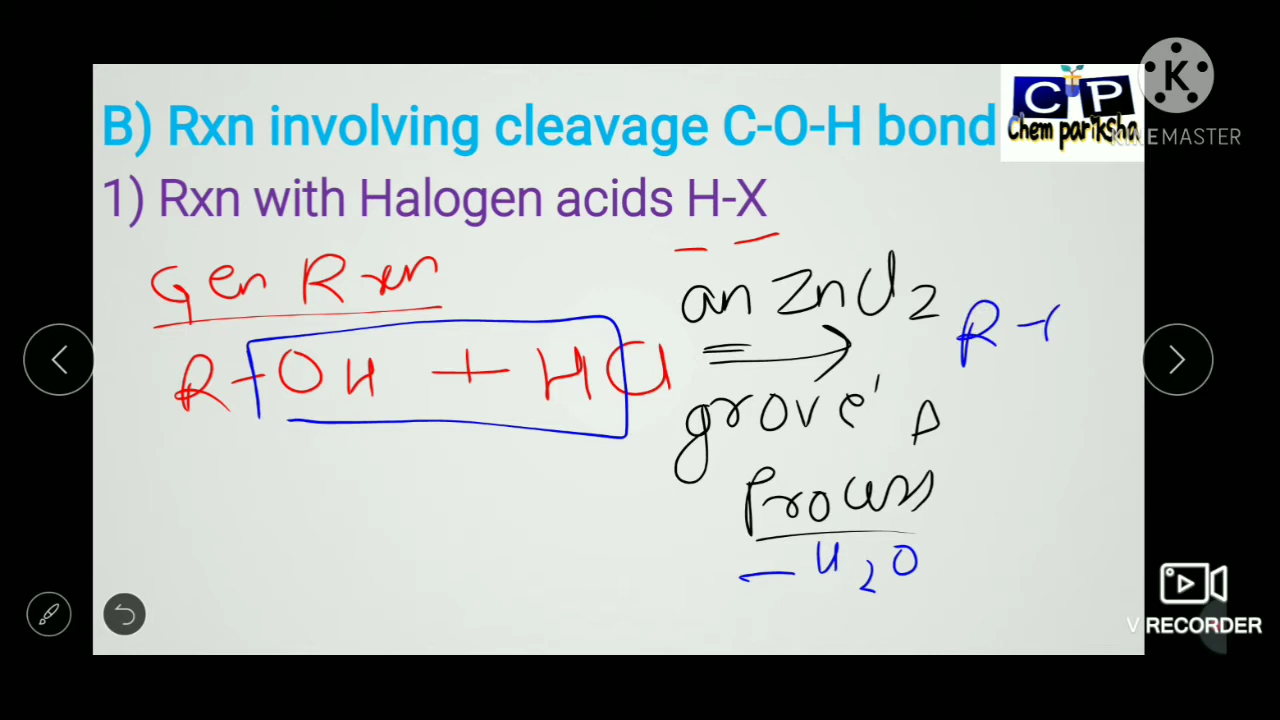 B) Rxn involving cleavage C-O-H bond
CP
Chem pariksha
K
KINEMASTER
1) Rxn with Halogen acids H-X
Gen Rxn
an ZnCl2
R-OH + HCl
R-C
grove's
Process
-H2O
V RECORDER